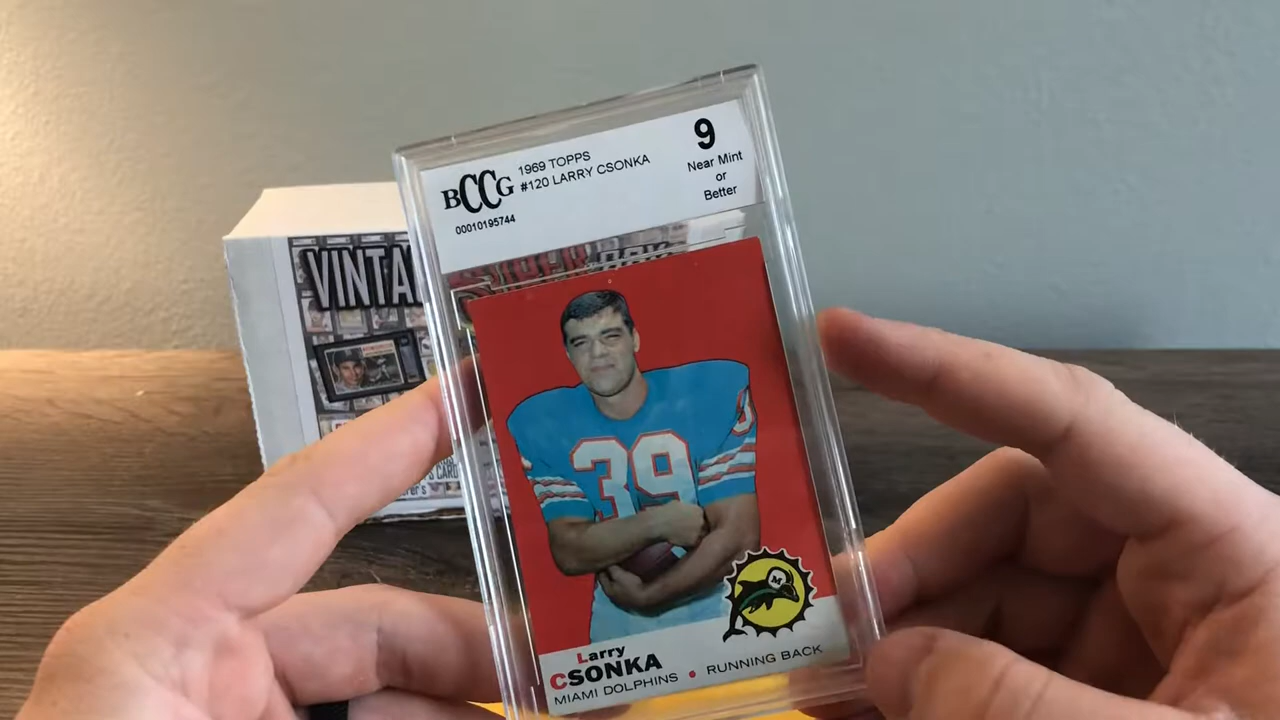 BCCG
1969 TOPPS
#120 LARRY CSONKA
00010195744
9
Near Mint
or
Better
VINTA
39
M
Larry
CSONKA
MIAMI DOLPHINS • RUNNING BACK